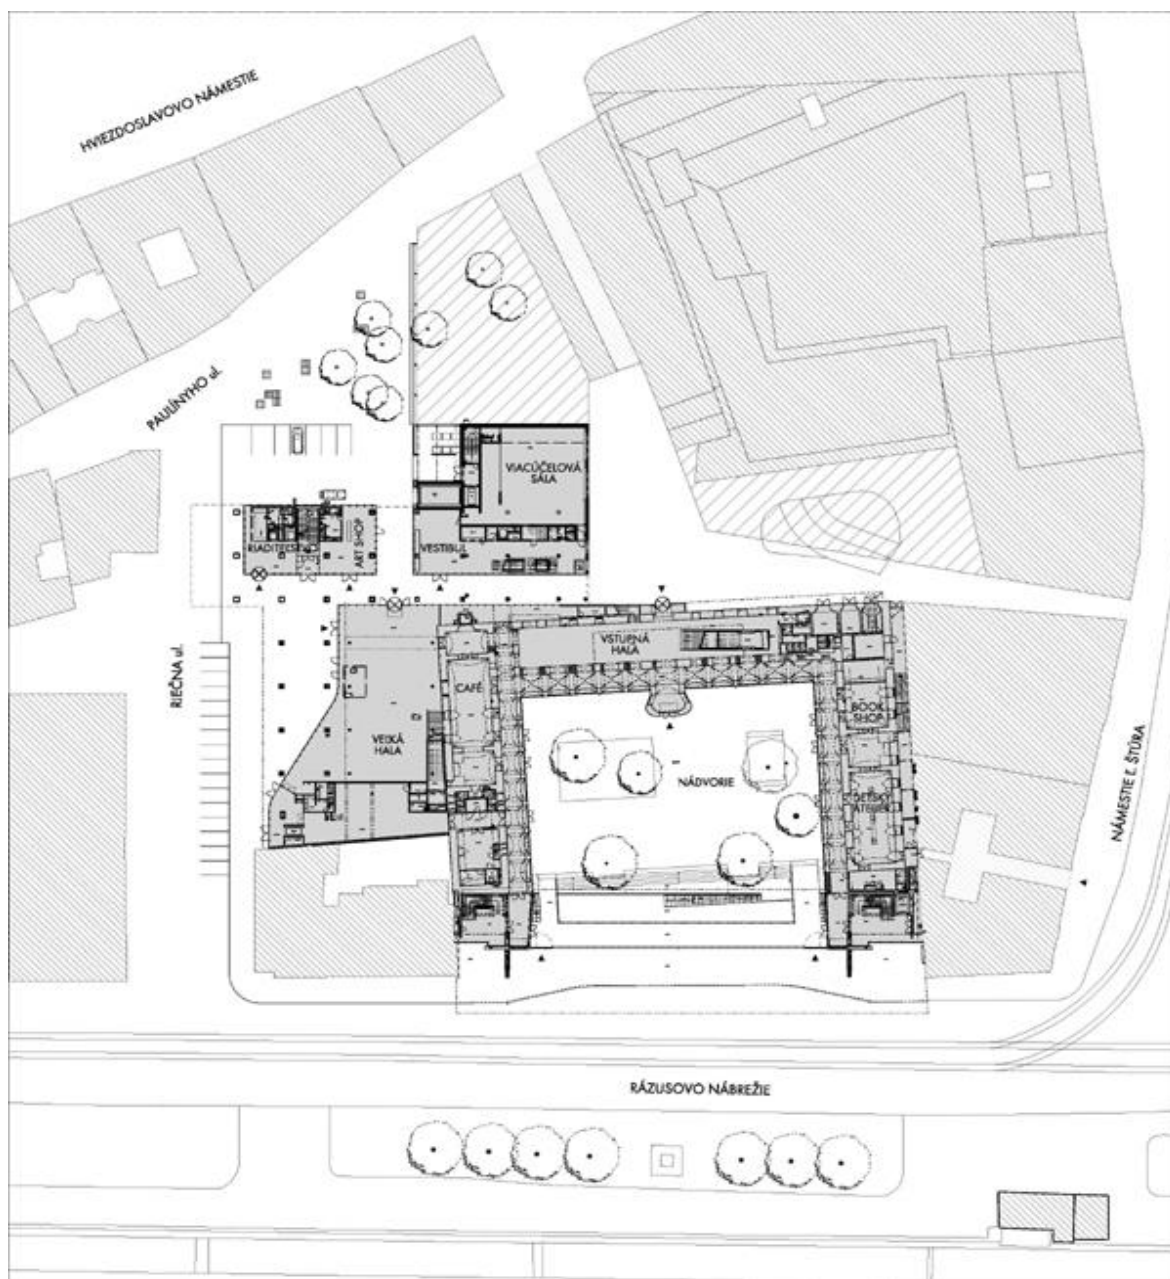 HVIEZDOSLAVOVO NÁMESTIE
PAULÍNYHO ul.
VIACÚČELOVÁ
SÁLA
ART SHOP
VESTIBUL
VSTUPNÁ
HALA
RIEČNA ul.
CAFÉ
BOOK
SHOP
VEĽKÁ
HALA
NÁDVORIE
NÁMESTIE Ľ. ŠTÚRA
RÁZUSOVO NÁBREŽIE